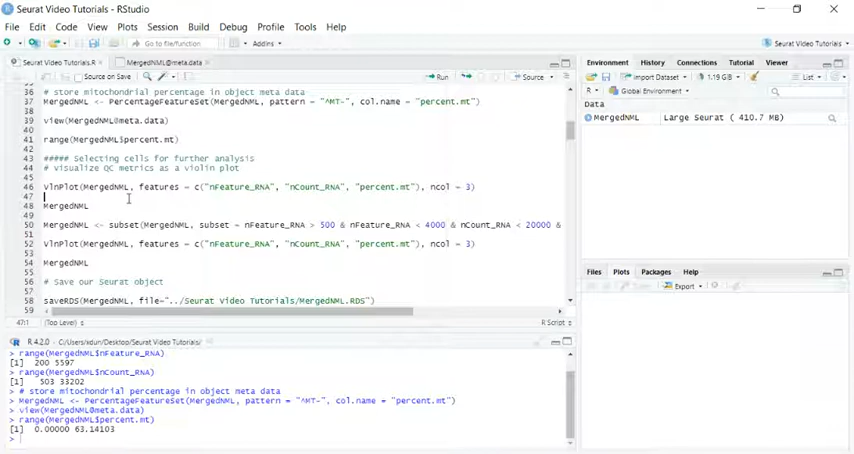 Seurat Video Tutorials - RStudio
File Edit Code View Plots Session Build Debug Profile Tools Help
Go to file/function Addins Seurat Video Tutorials
Seurat Video Tutorials.R MergedNML@meta.data
Source on Save Run Source
36 # store mitochondrial percentage in object meta data
37 MergedNML <- PercentageFeatureSet(MergedNML, pattern = "^MT-", col.name = "percent.mt")
38
39 view(MergedNML@meta.data)
40
41 range(MergedNML$percent.mt)
42
43 ##### Selecting cells for further analysis
44 # visualize QC metrics as a violin plot
45
46 VlnPlot(MergedNML, features = c("nFeature_RNA", "nCount_RNA", "percent.mt"), ncol = 3)
47
48 MergedNML
49
50 MergedNML <- subset(MergedNML, subset = nFeature_RNA > 500 & nFeature_RNA < 4000 & nCount_RNA < 20000 &
51
52 VlnPlot(MergedNML, features = c("nFeature_RNA", "nCount_RNA", "percent.mt"), ncol = 3)
53
54 MergedNML
55
56 # Save our Seurat object
57
58 saveRDS(MergedNML, file="../Seurat Video Tutorials/MergedNML.RDS")
59
47:1 (Top Level) R Script
R 4.2.0 · C:/Users/kdun/Desktop/Seurat Video Tutorials/
> range(MergedNML$nFeature_RNA)
[1] 200 5597
> range(MergedNML$nCount_RNA)
[1] 503 33202
> # store mitochondrial percentage in object meta data
> MergedNML <- PercentageFeatureSet(MergedNML, pattern = "^MT-", col.name = "percent.mt")
> view(MergedNML@meta.data)
> range(MergedNML$percent.mt)
[1] 0.00000 63.14103
>
Environment History Connections Tutorial Viewer
Import Dataset 1.19 GiB List
R Global Environment
Data
MergedNML Large Seurat ( 410.7 MB)
Files Plots Packages Help
Export